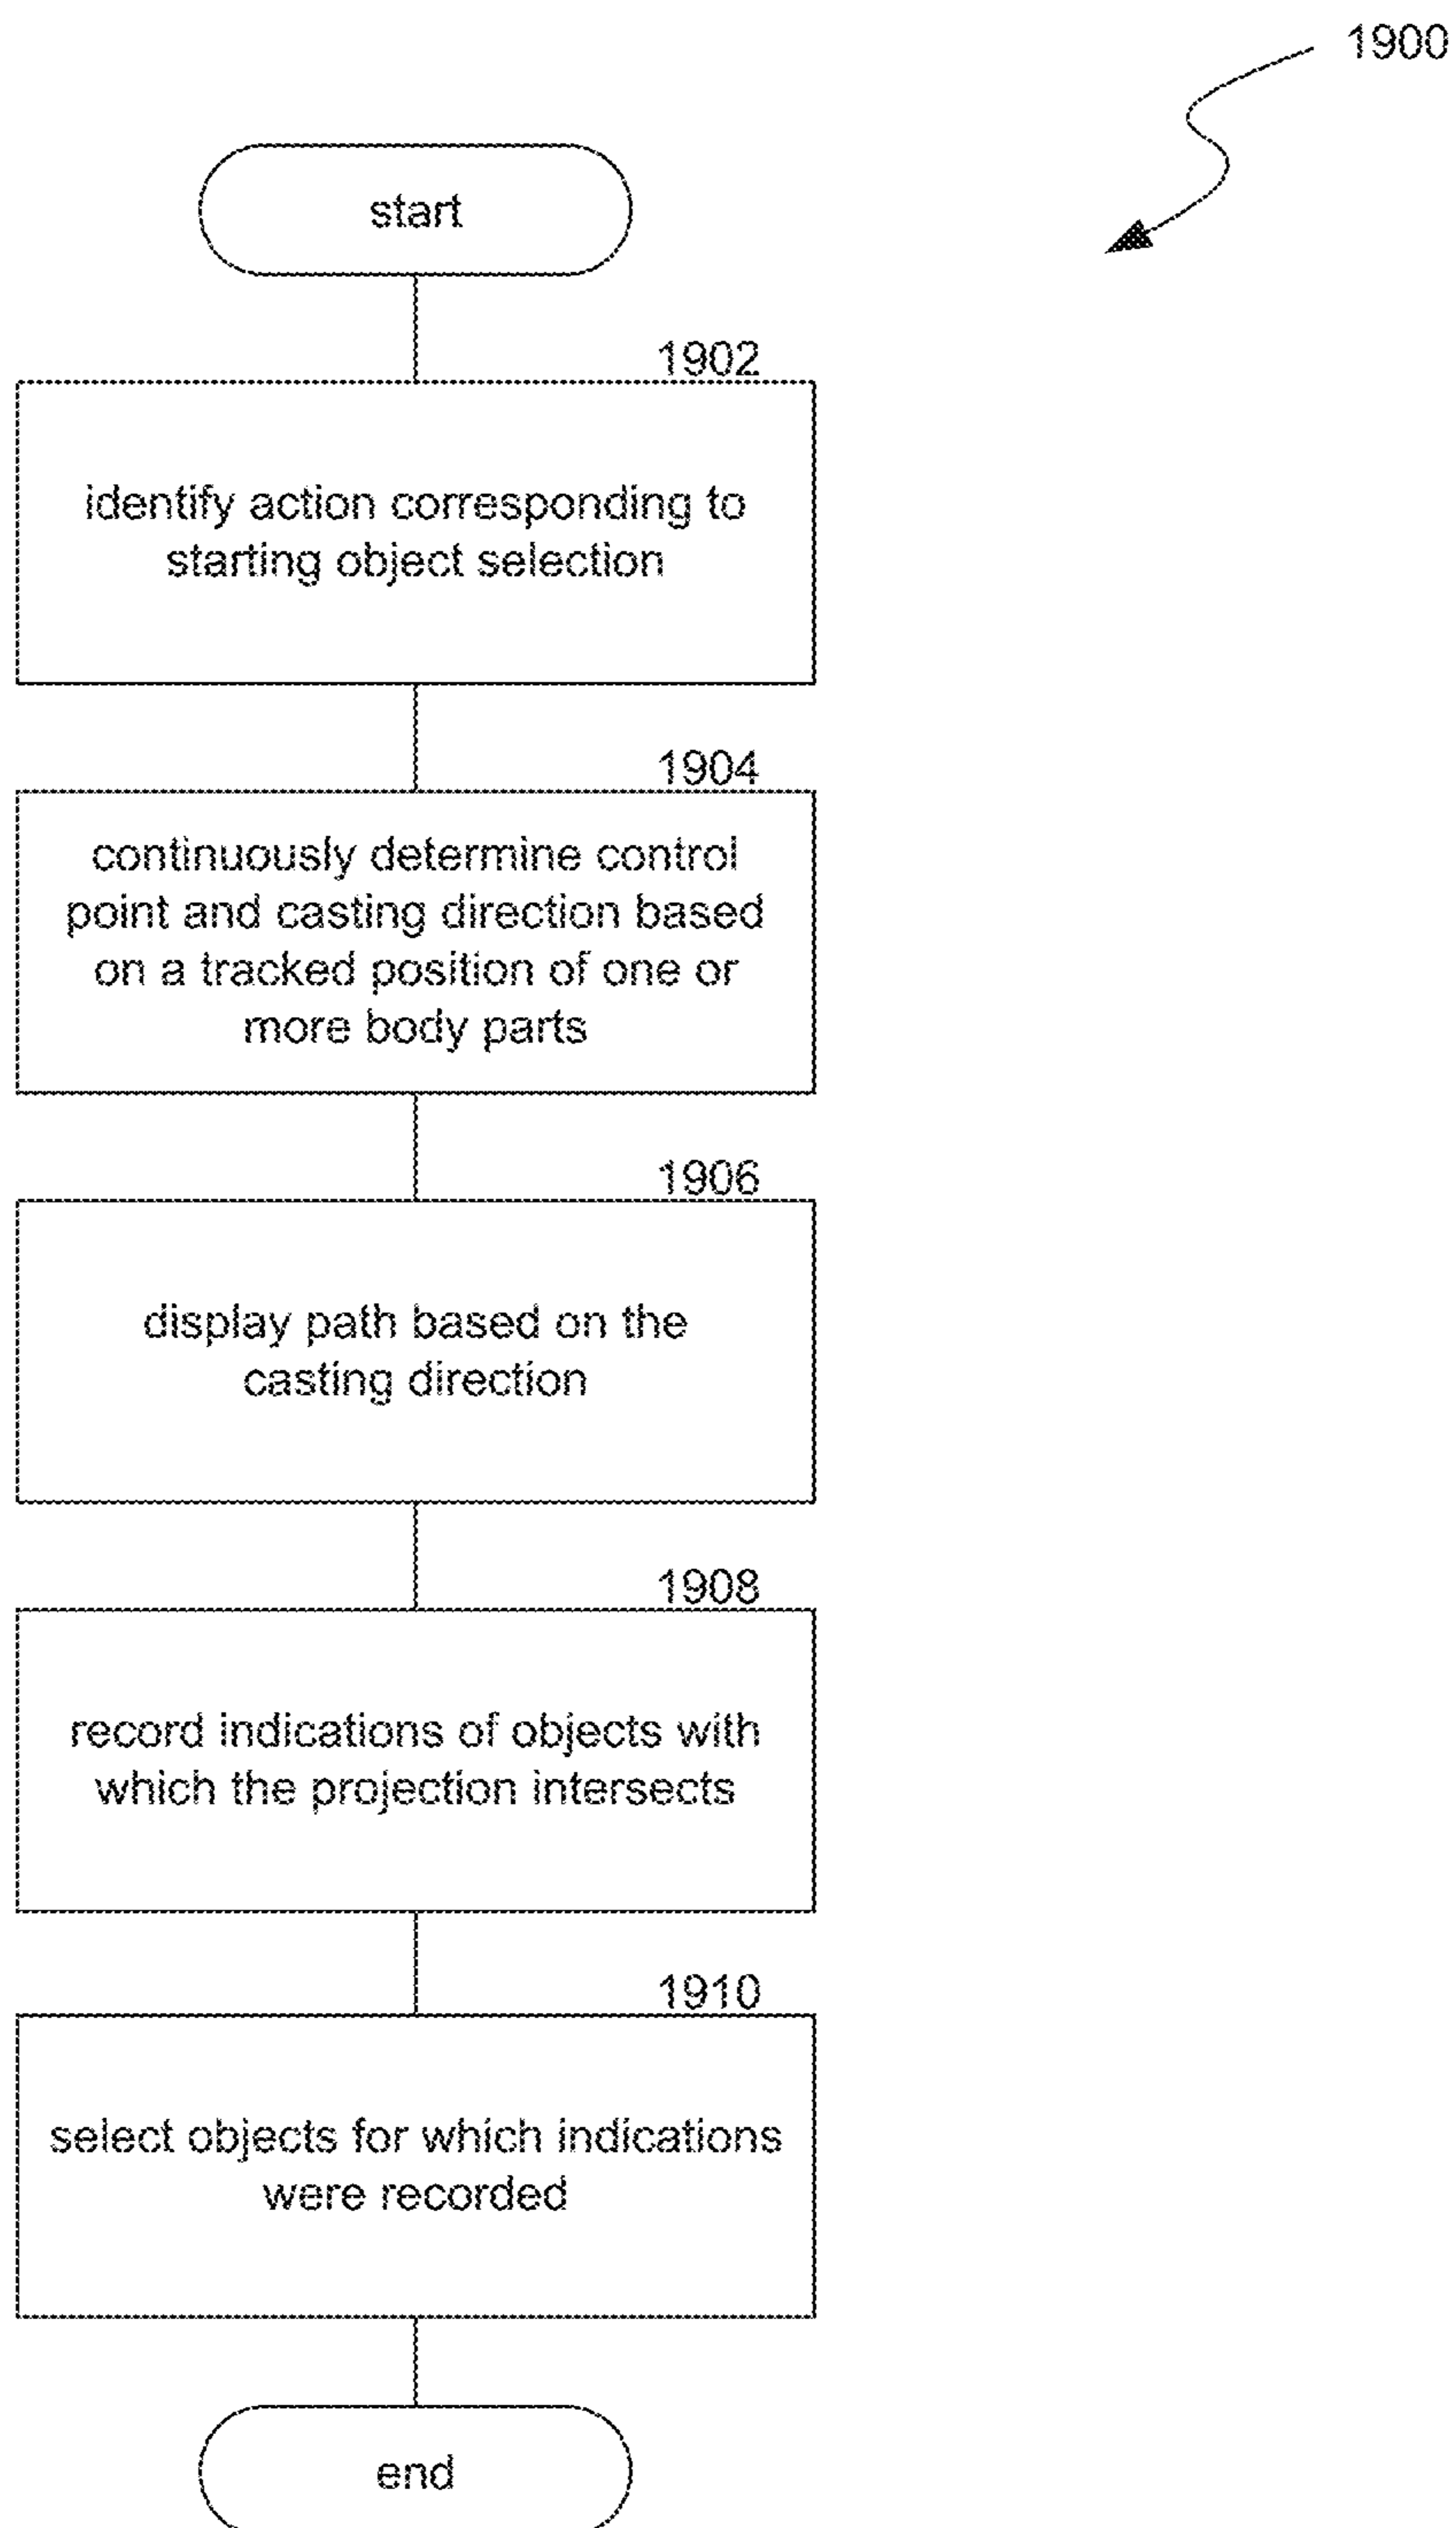 1900
start
1902
identify action corresponding to
starting object selection
1904
continuously determine control
point and casting direction based
on a tracked position of one or
more body parts
1906
display path based on the
casting direction
1908
record indications of objects with
which the projection intersects
1910
select objects for which indications
were recorded
end